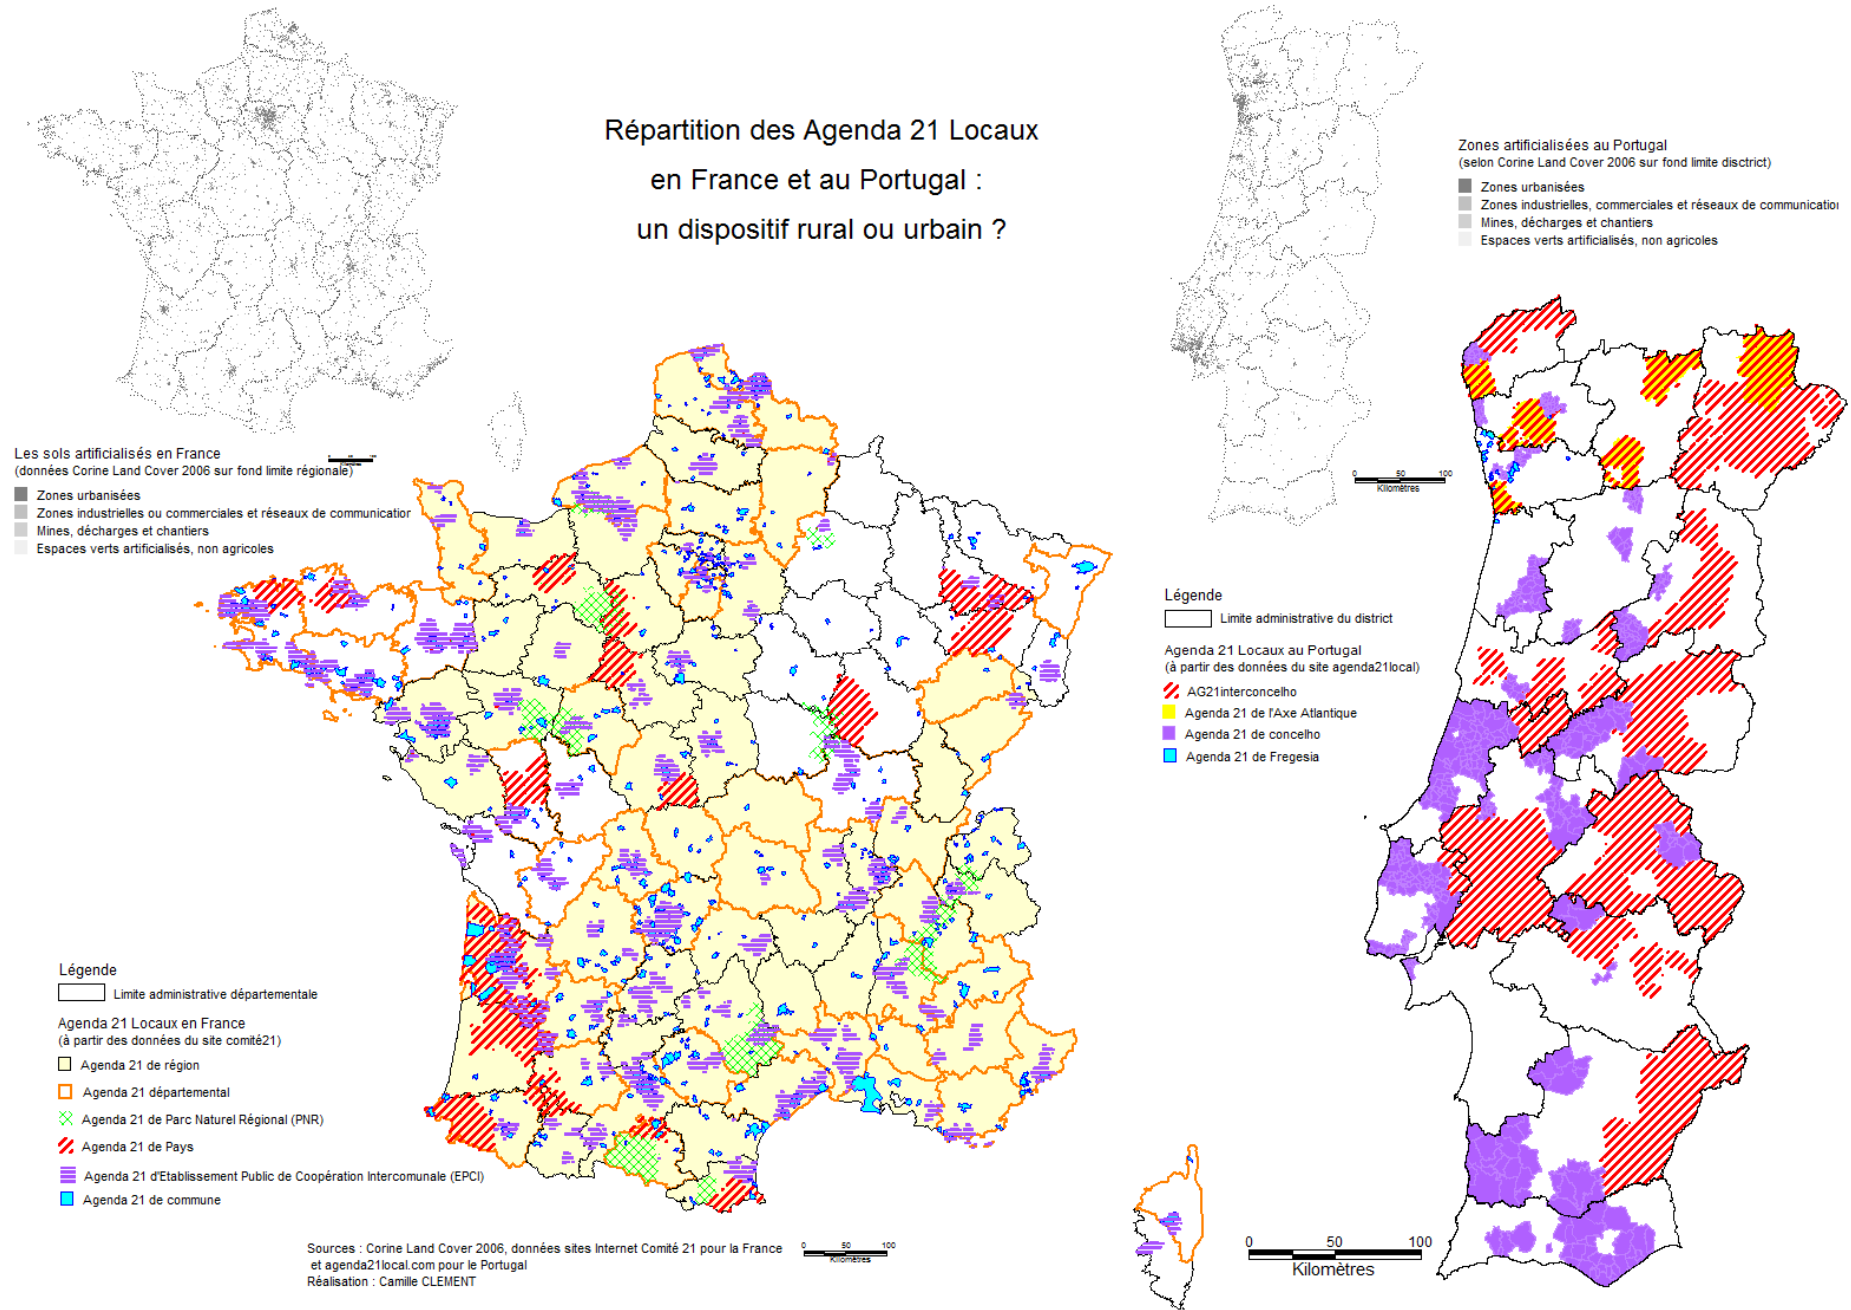 Répartition des Agenda 21 Locaux
en France et au Portugal :
un dispositif rural ou urbain ?
Zones artificialisées au Portugal
(selon Corine Land Cover 2006 sur fond limite disctrict)
Zones urbanisées
Zones industrielles, commerciales et réseaux de communicatio
Mines, décharges et chantiers
Espaces verts artificialisés, non agricoles
0 50 100
Kilomètres
Les sols artificialisés en France
(données Corine Land Cover 2006 sur fond limite régionale)
Zones urbanisées
Zones industrielles ou commerciales et réseaux de communication
Mines, décharges et chantiers
Espaces verts artificialisés, non agricoles
Légende
Limite administrative du district
Agenda 21 Locaux au Portugal
(à partir des données du site agenda21local)
AG21interconcelho
Agenda 21 de l'Axe Atlantique
Agenda 21 de concelho
Agenda 21 de Fregesia
Légende
Limite administrative départementale
Agenda 21 Locaux en France
(à partir des données du site comité21)
Agenda 21 de région
Agenda 21 départemental
Agenda 21 de Parc Naturel Régional (PNR)
Agenda 21 de Pays
Agenda 21 d'Etablissement Public de Coopération Intercomunale (EPCI)
Agenda 21 de commune
Sources : Corine Land Cover 2006, données sites Internet Comité 21 pour la France
et agenda21local.com pour le Portugal
Réalisation : Camille CLEMENT
0 50 100
Kilomètres
0 50 100
Kilomètres